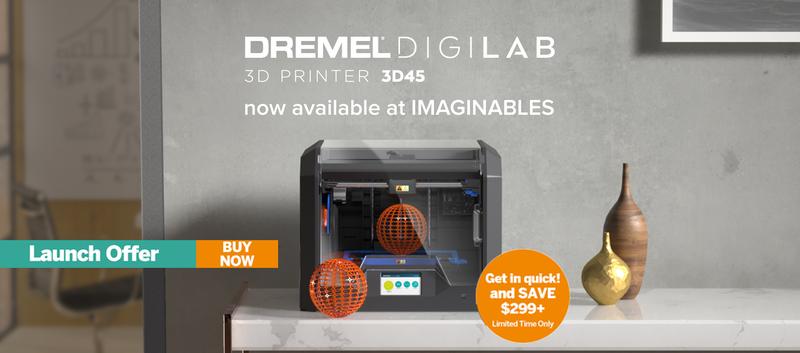 DREMEL DIGILAB
3D PRINTER 3D45
now available at IMAGINABLES
Launch Offer
BUY
NOW
Get in quick!
and SAVE
$299+
Limited Time Only